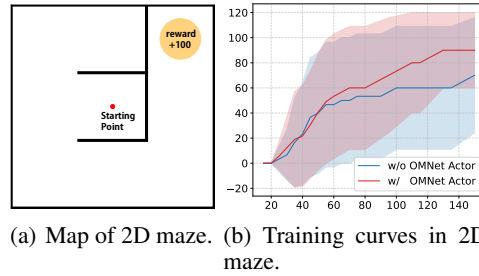 reward
+100
Starting
Point
120
100
80
60
40
20
0
−20
20
40
60
80
100
120
140
w/o OMNet Actor
w/ OMNet Actor
(a) Map of 2D maze.
(b) Training curves in 2D
maze.